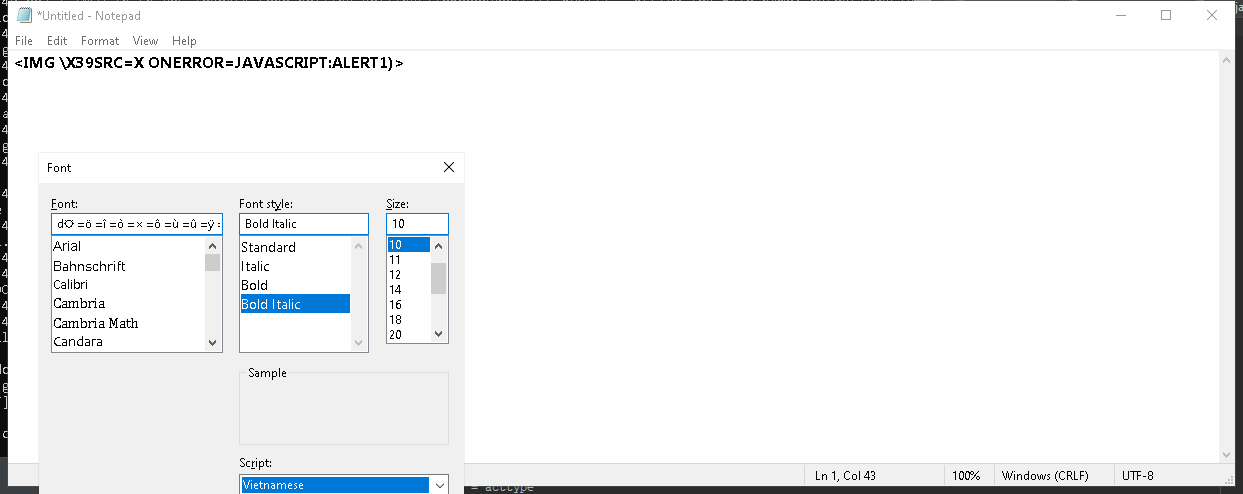 *Untitled - Notepad
File Edit Format View Help
<IMG \X39SRC=X ONERROR=JAVASCRIPT:ALERT1)>
Font
Font: Font style: Size:
Bold Italic 10
Arial
Bahnschrift
Calibri
Cambria
Cambria Math
Candara
Standard
Italic
Bold
Bold Italic
10
11
12
14
16
18
20
Sample
Script:
Vietnamese
Ln 1, Col 43 100% Windows (CRLF) UTF-8
= acctype